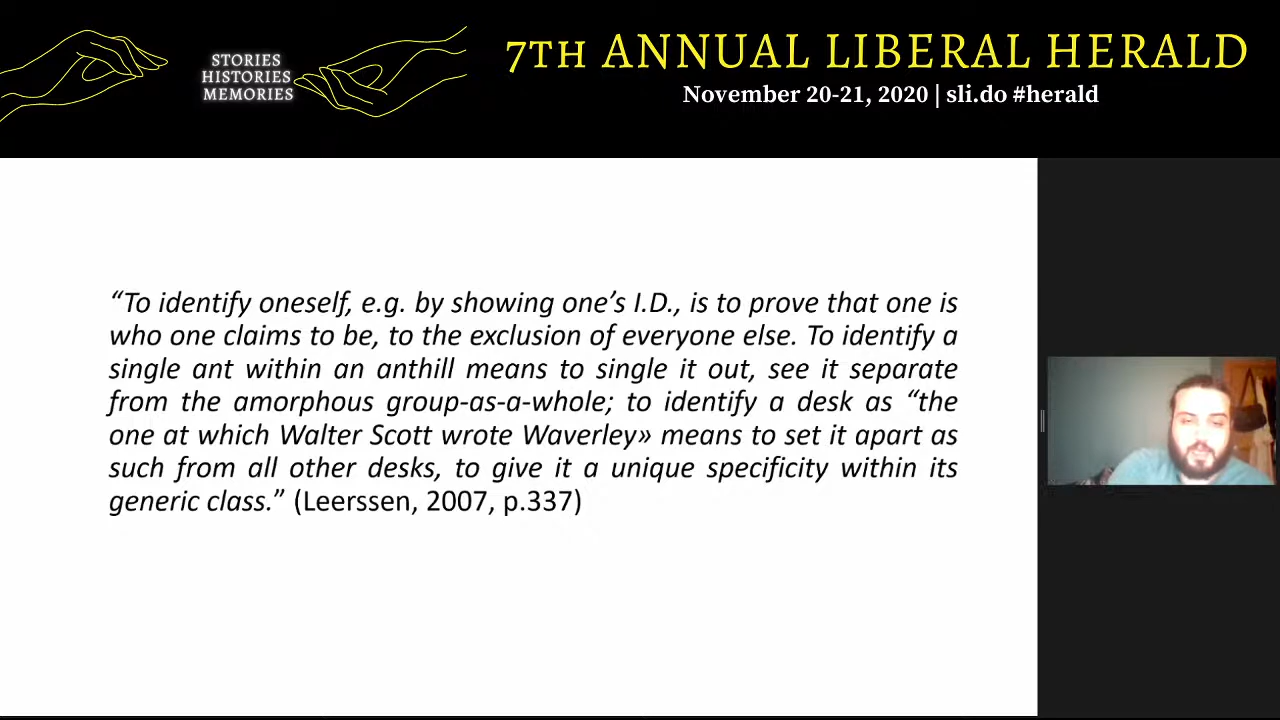 STORIES
HISTORIES
MEMORIES
7TH ANNUAL LIBERAL HERALD
November 20-21, 2020 | sli.do #herald
“To identify oneself, e.g. by showing one’s I.D., is to prove that one is
who one claims to be, to the exclusion of everyone else. To identify a
single ant within an anthill means to single it out, see it separate
from the amorphous group-as-a-whole; to identify a desk as “the
one at which Walter Scott wrote Waverley» means to set it apart as
such from all other desks, to give it a unique specificity within its
generic class.” (Leerssen, 2007, p.337)